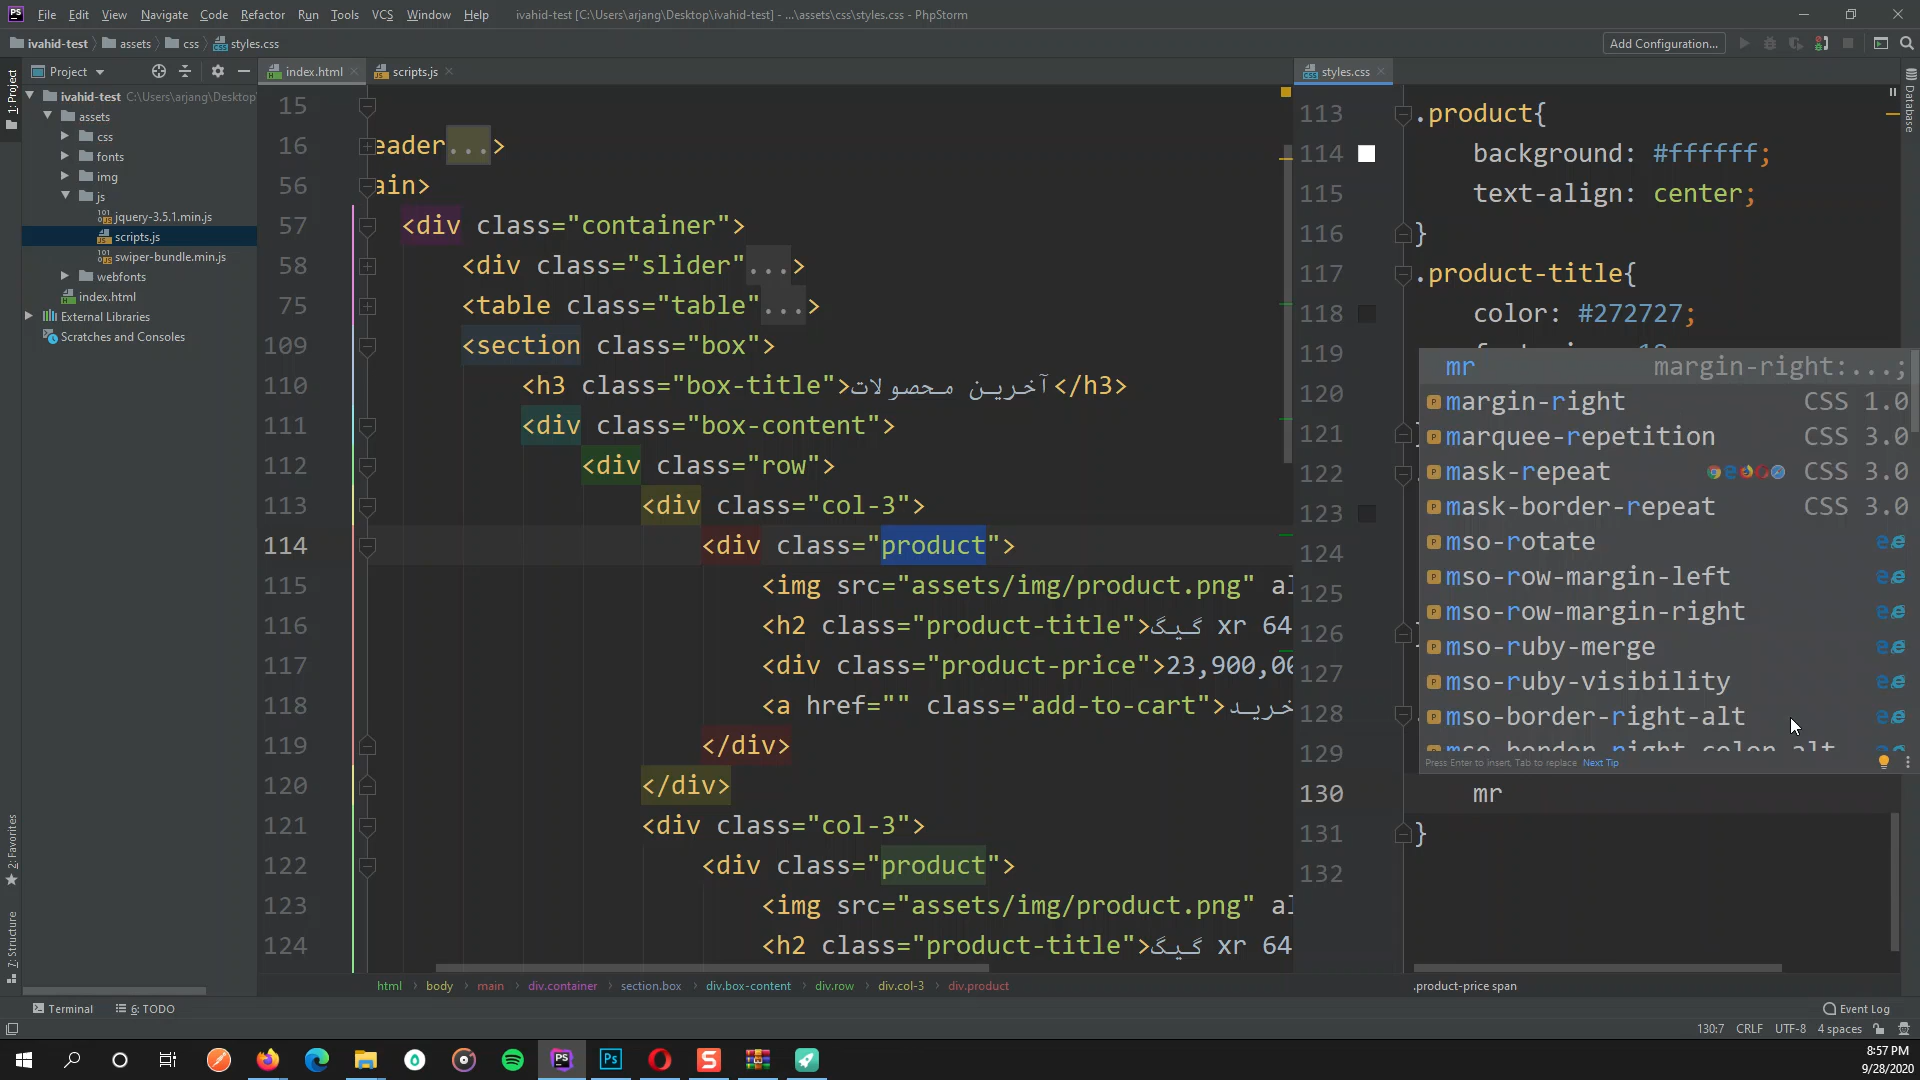 File Edit View Navigate Code Refactor Run Tools VCS Window Help ivahid-test [C:\Users\arjang\Desktop\ivahid-test] - ...\assets\css\styles.css - PhpStorm
ivahid-test assets css styles.css
Add Configuration...
Project
1: Project
ivahid-test C:\Users\arjang\Desktop
assets
css
fonts
img
js
jquery-3.5.1.min.js
scripts.js
swiper-bundle.min.js
webfonts
index.html
External Libraries
Scratches and Consoles
2: Favorites
7: Structure
index.html scripts.js
15
16 eader...>
56 ain>
57 <div class="container">
58 <div class="slider"...>
75 <table class="table"...>
109 <section class="box">
110 <h3 class="box-title">آخرین محصولات</h3>
111 <div class="box-content">
112 <div class="row">
113 <div class="col-3">
114 <div class="product">
115 <img src="assets/img/product.png" al
116 <h2 class="product-title">گیگ xr 64
117 <div class="product-price">23,900,00
118 <a href="" class="add-to-cart">خرید
119 </div>
120 </div>
121 <div class="col-3">
122 <div class="product">
123 <img src="assets/img/product.png" al
124 <h2 class="product-title">گیگ xr 64
html body main div.container section.box div.box-content div.row div.col-3 div.product
styles.css
Database
113 .product{
114 background: #ffffff;
115 text-align: center;
116 }
117 .product-title{
118 color: #272727;
119
120
121
122
123
124
125
126
127
128
129
mr margin-right:...;
margin-right CSS 1.0
marquee-repetition CSS 3.0
mask-repeat CSS 3.0
mask-border-repeat CSS 3.0
mso-rotate
mso-row-margin-left
mso-row-margin-right
mso-ruby-merge
mso-ruby-visibility
mso-border-right-alt
mso-border-right-color-alt
Press Enter to insert, Tab to replace Next Tip
130 mr
131 }
132
.product-price span
Terminal 6: TODO Event Log
130:7 CRLF UTF-8 4 spaces
8:57 PM
9/28/2020